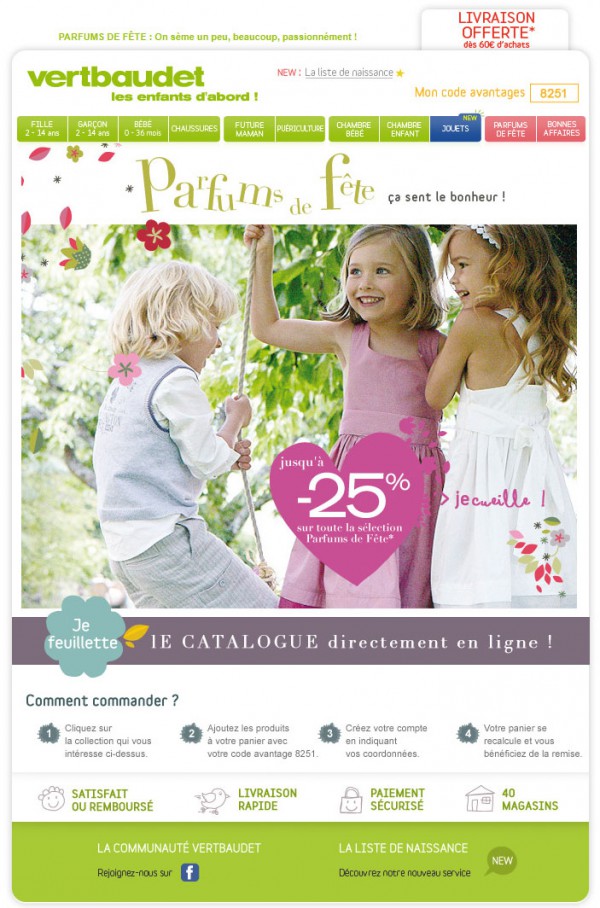 PARFUMS DE FÊTE : On sème un peu, beaucoup, passionnément !
LIVRAISON
OFFERTE*
dès 60€ d'achats
vertbaudet
les enfants d'abord !
NEW : La liste de naissance
Mon code avantages 8251
FILLE
2 - 14 ans
GARÇON
2 - 14 ans
BÉBÉ
0 - 36 mois
CHAUSSURES
FUTURE
MAMAN
PUÉRICULTURE
CHAMBRE
BÉBÉ
CHAMBRE
ENFANT
NEW
JOUETS
PARFUMS
DE FÊTE
BONNES
AFFAIRES
Parfums de fête ça sent le bonheur !
jusqu'à
-25%
sur toute la sélection
Parfums de Fête*
> je cueille !
Je
feuillette
lE CATALOGUE directement en ligne !
Comment commander ?
1
Cliquez sur
la collection qui vous
intéresse ci-dessus.
2
Ajoutez les produits
à votre panier avec
votre code avantage 8251.
3
Créez votre compte
en indiquant
vos coordonnées.
4
Votre panier se
recalcule et vous
bénéficiez de la remise.
SATISFAIT
OU REMBOURSÉ
LIVRAISON
RAPIDE
PAIEMENT
SÉCURISÉ
40
MAGASINS
LA COMMUNAUTÉ VERTBAUDET
Rejoignez-nous sur f
LA LISTE DE NAISSANCE
Découvrez notre nouveau service
NEW